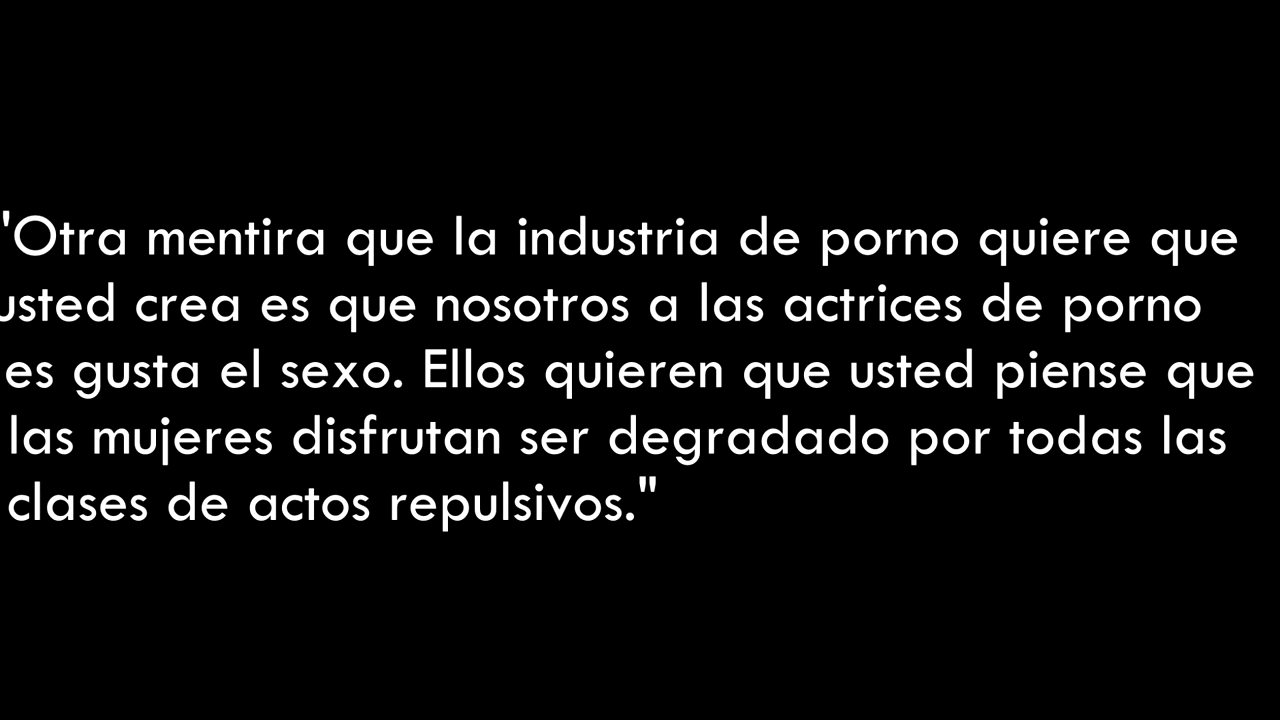 "Otra mentira que la industria de porno quiere que
usted crea es que nosotros a las actrices de porno
es gusta el sexo. Ellos quieren que usted piense que
las mujeres disfrutan ser degradado por todas las
clases de actos repulsivos."